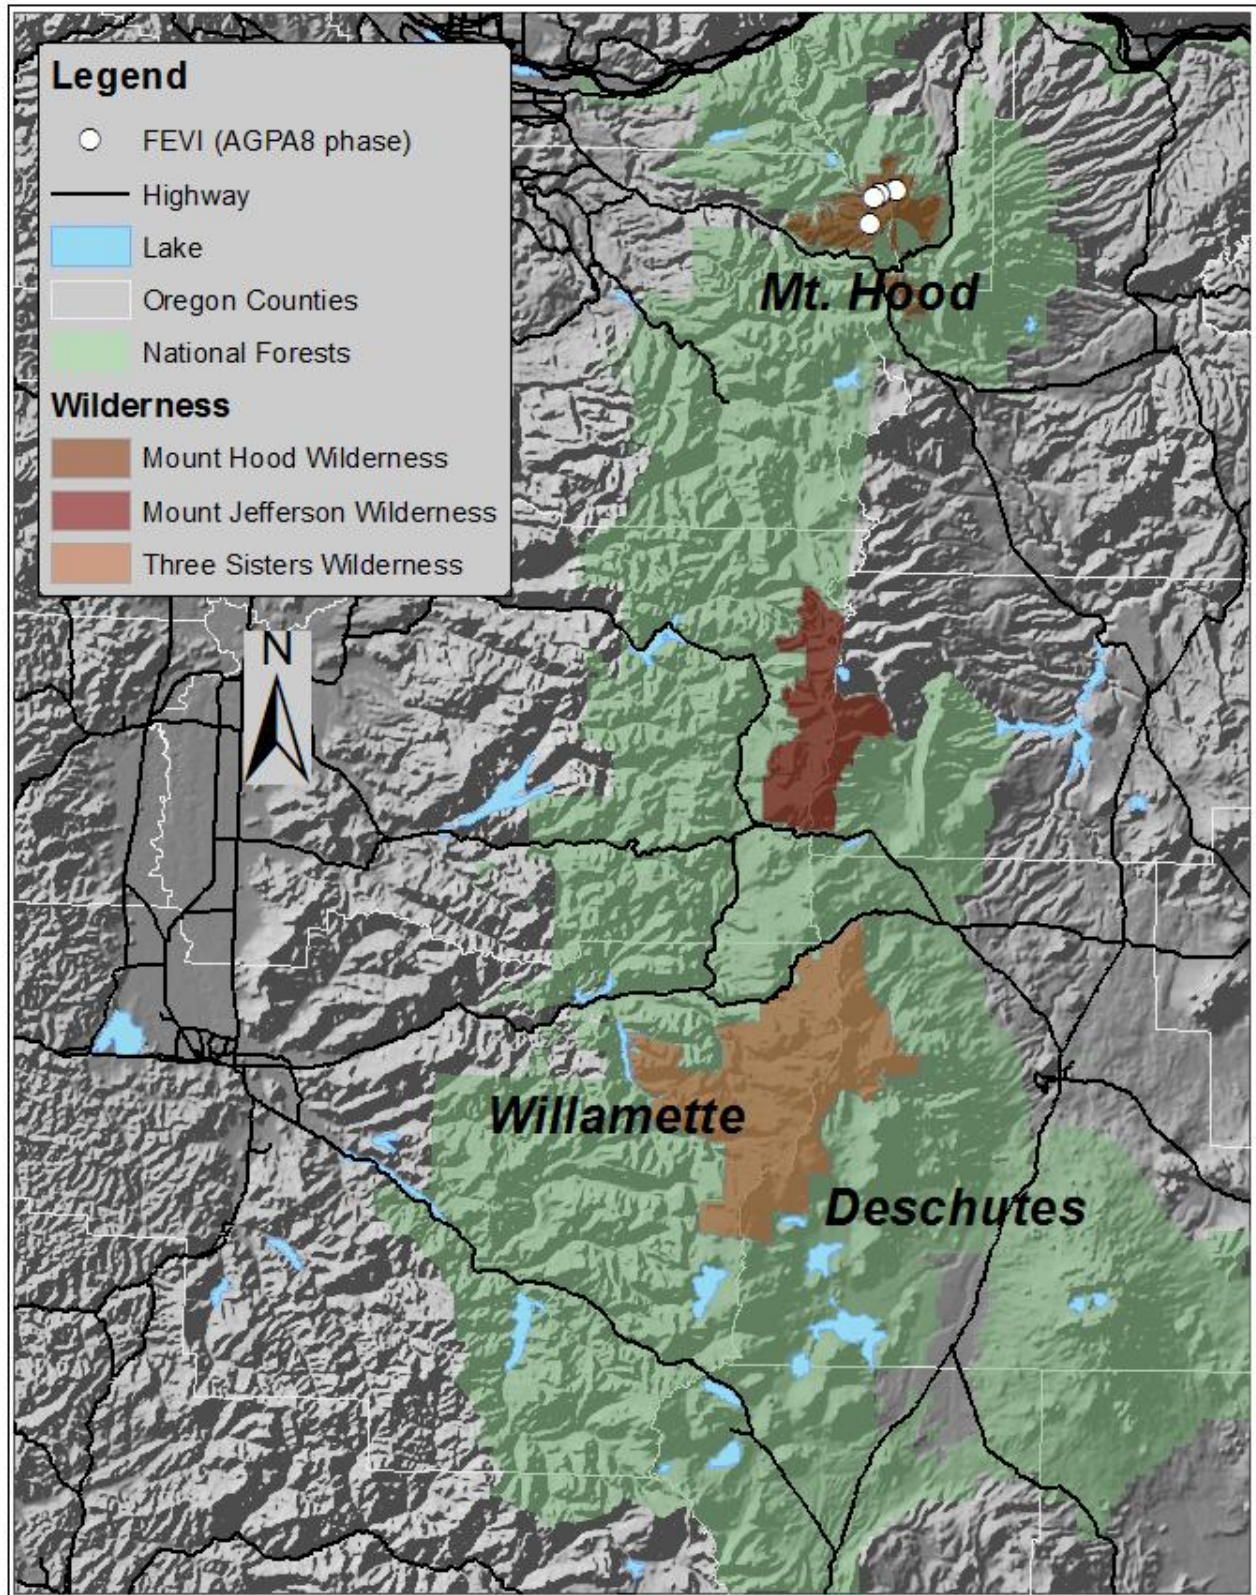 Legend
FEVI (AGPA8 phase)
Highway
Lake
Oregon Counties
National Forests
Wilderness
Mount Hood Wilderness
Mount Jefferson Wilderness
Three Sisters Wilderness
N
Mt. Hood
Willamette
Deschutes